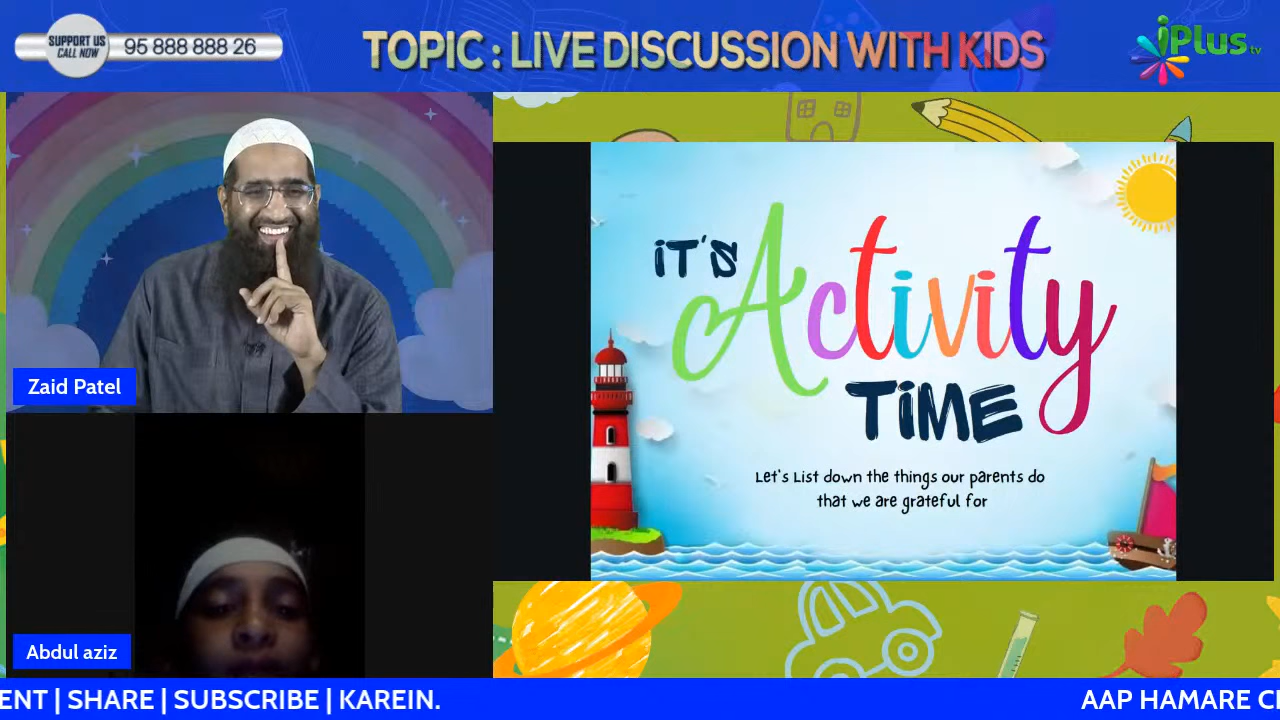 SUPPORT US
CALL NOW
95 888 888 26
TOPIC : LIVE DISCUSSION WITH KIDS
iPlus tv
Zaid Patel
iT'S Activity
TiME
Let's List down the things our parents do
that we are grateful for
Abdul aziz
ENT | SHARE | SUBSCRIBE | KAREIN.
AAP HAMARE